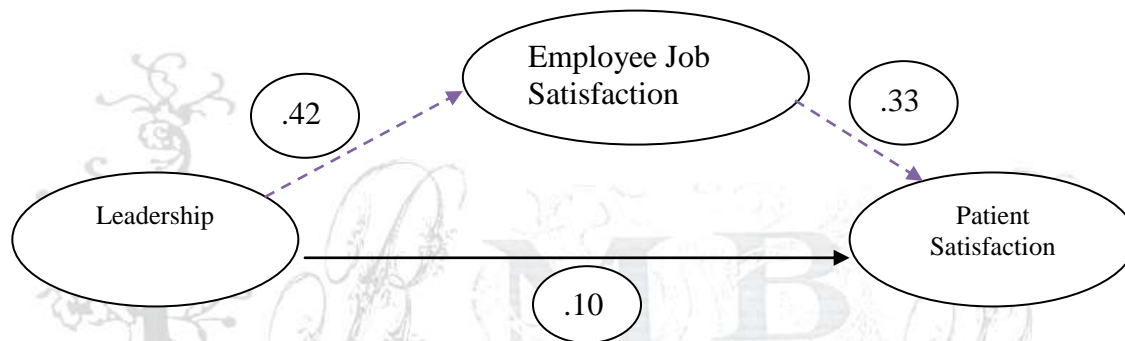 Employee Job
Satisfaction
.42
.33
Leadership
Patient
Satisfaction
.10
M B